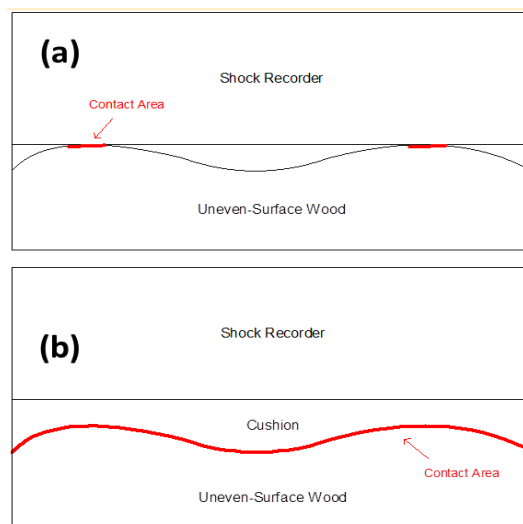 (a)
Shock Recorder
Contact Area
Uneven-Surface Wood
(b)
Shock Recorder
Cushion
Contact Area
Uneven-Surface Wood